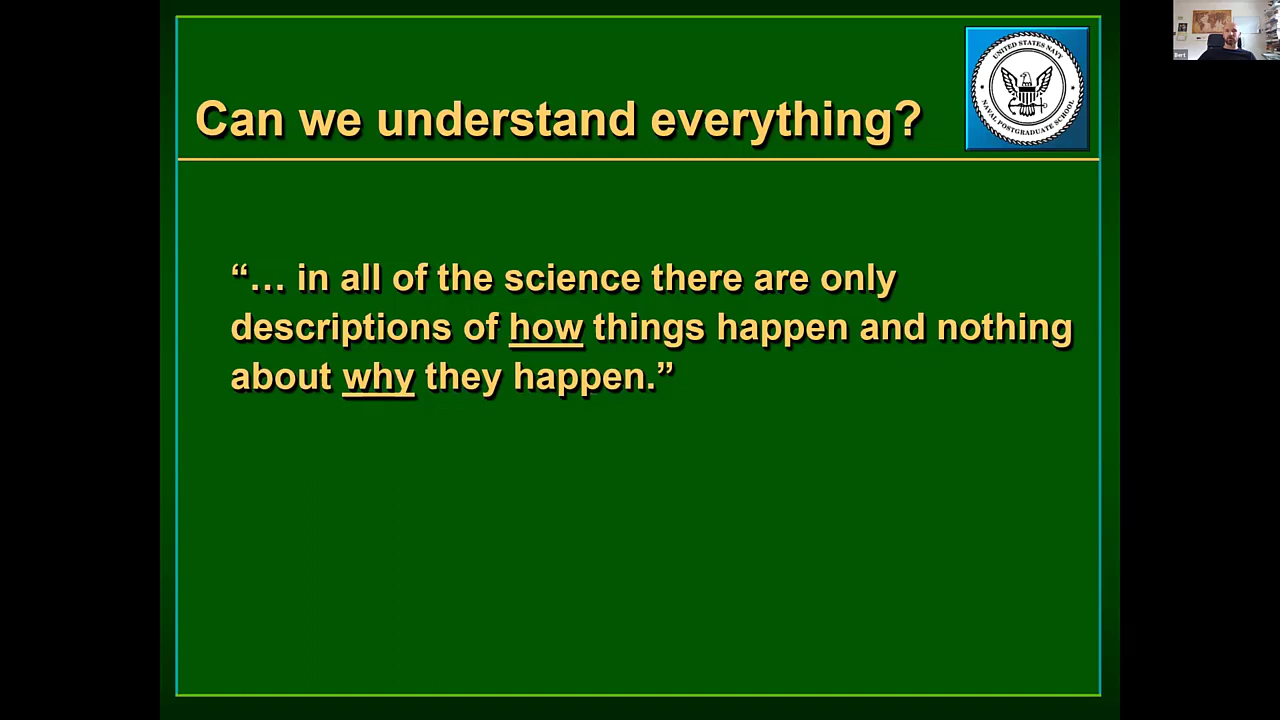 Can we understand everything?
UNITED STATES NAVY
NAVAL POSTGRADUATE SCHOOL
“… in all of the science there are only
descriptions of how things happen and nothing
about why they happen.”
Bert